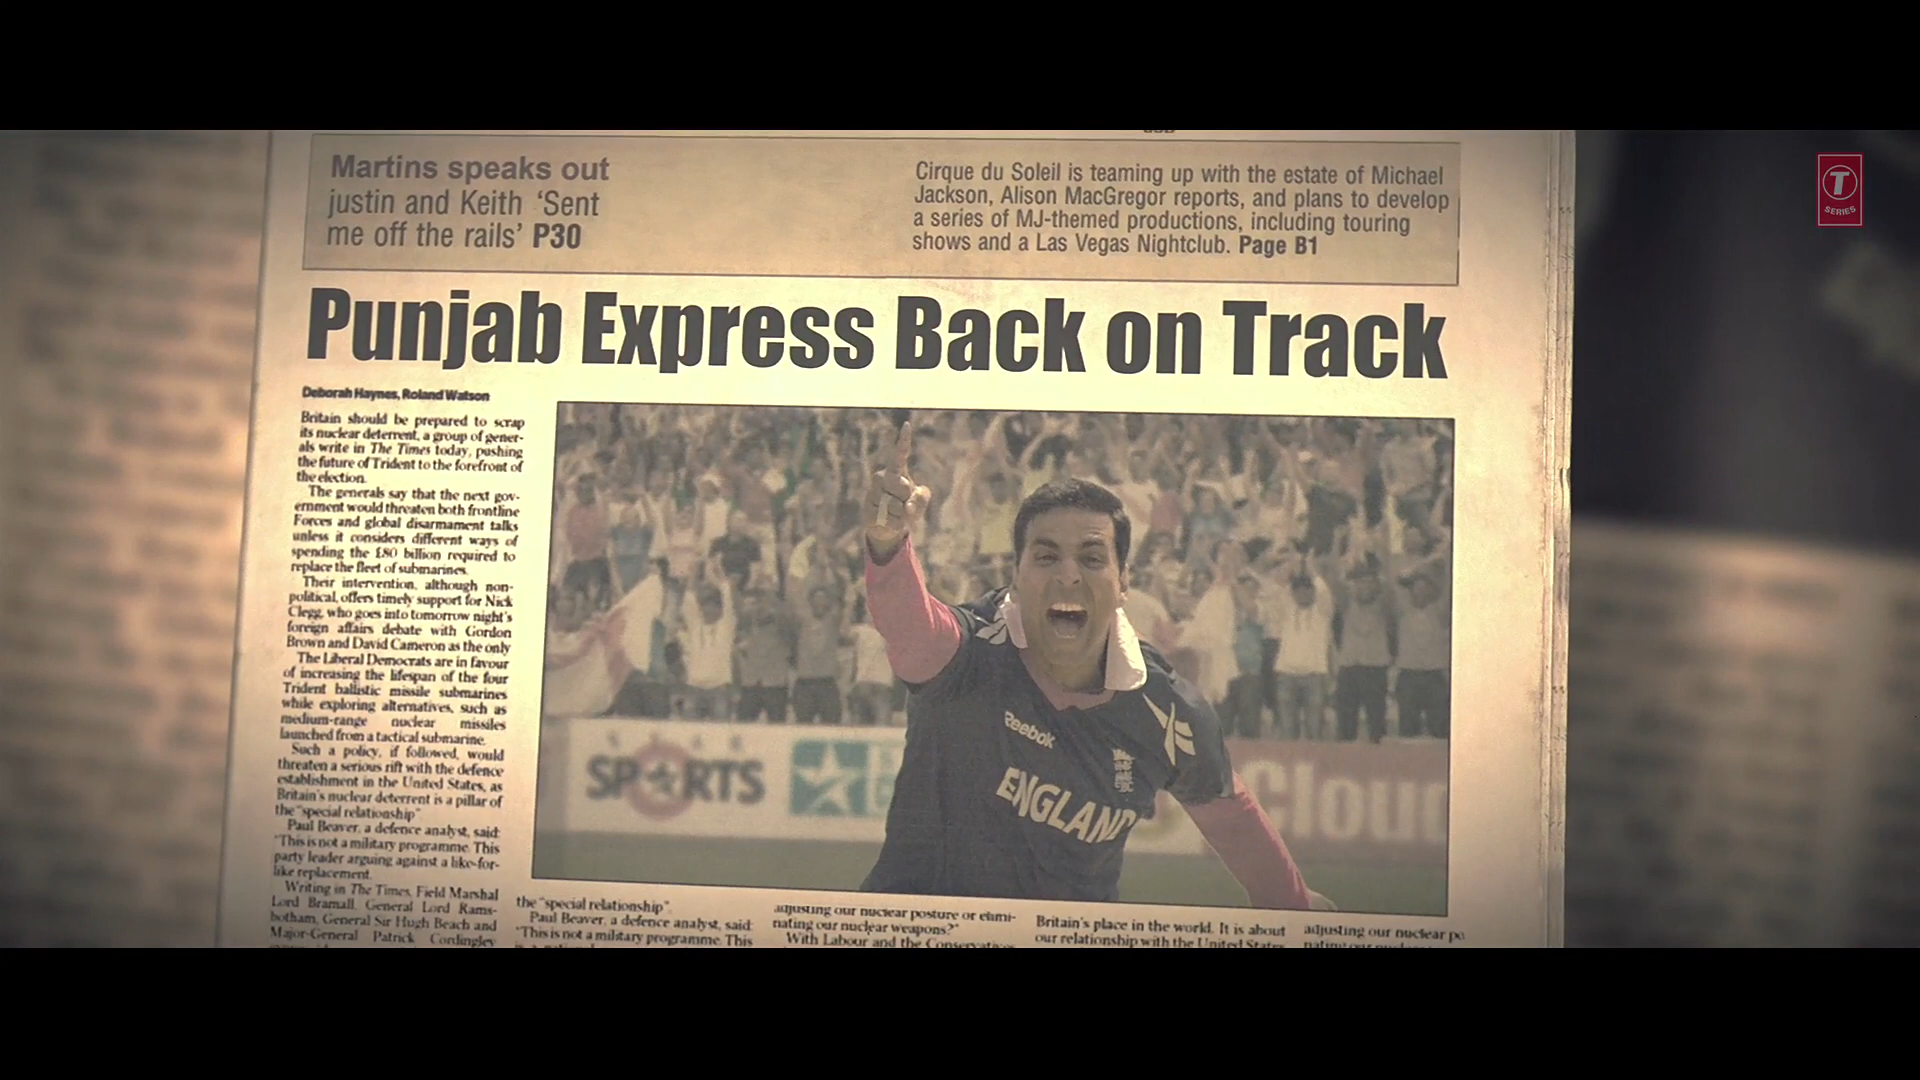 Martins speaks out
justin and Keith ‘Sent
me off the rails’ P30
Cirque du Soleil is teaming up with the estate of Michael
Jackson, Alison MacGregor reports, and plans to develop
a series of MJ-themed productions, including touring
shows and a Las Vegas Nightclub. Page B1
T
SERIES
Punjab Express Back on Track
Deborah Haynes, Roland Watson
Britain should be prepared to scrap
its nuclear deterrent, a group of gener-
als write in The Times today, pushing
the future of Trident to the forefront of
the election.
The generals say that the next gov-
ernment would threaten both frontline
Forces and global disarmament talks
unless it considers different ways of
spending the £80 billion required to
replace the fleet of submarines.
Their intervention, although non-
political, offers timely support for Nick
Clegg, who goes into tomorrow night's
foreign affairs debate with Gordon
Brown and David Cameron as the only
The Liberal Democrats are in favour
of increasing the lifespan of the four
Trident ballistic missile submarines
while exploring alternatives, such as
medium-range nuclear missiles
launched from a tactical submarine.
Such a policy, if followed, would
threaten a serious rift with the defence
establishment in the United States, as
Britain's nuclear deterrent is a pillar of
the "special relationship"
Paul Beaver, a defence analyst, said:
"This is not a military programme. This
party leader arguing against a like-for-
like replacement.
Writing in The Times, Field Marshal
Lord Bramall, General Lord Rams-
botham, General Sir Hugh Beach and
Major-General Patrick Cordingley
Reebok
ENGLAND
SPORTS
Cloud
the "special relationship".
Paul Beaver, a defence analyst, said:
"This is not a military programme. This
adjusting our nuclear posture or elimi-
nating our nuclear weapons?"
With Labour and the Conservatives
Britain's place in the world. It is about
our relationship with the United States
adjusting our nuclear po